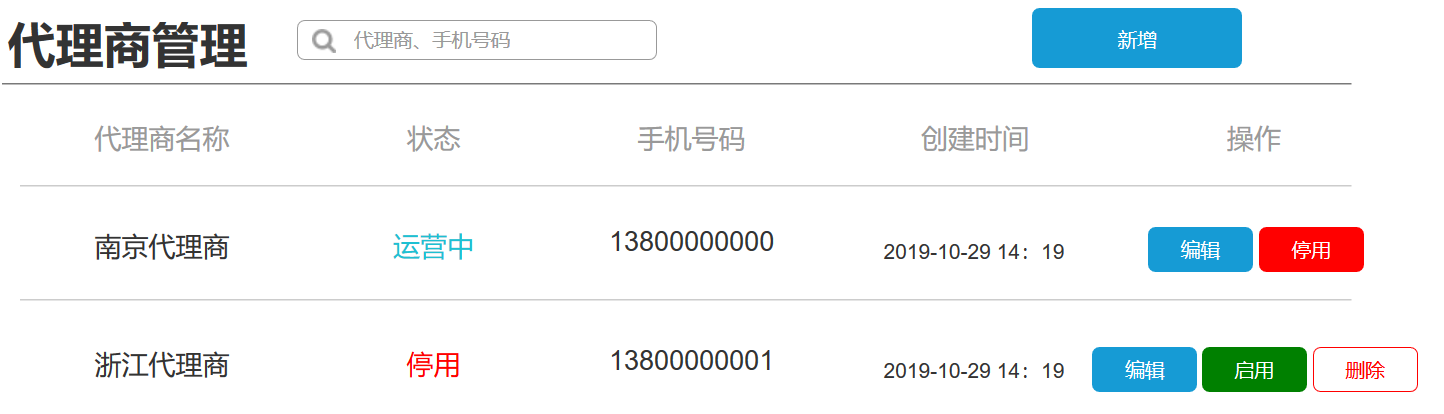 代理商管理 代理商、手机号码 新增
代理商名称 状态 手机号码 创建时间 操作
南京代理商 运营中 13800000000 2019-10-29 14：19 编辑 停用
浙江代理商 停用 13800000001 2019-10-29 14：19 编辑 启用 删除